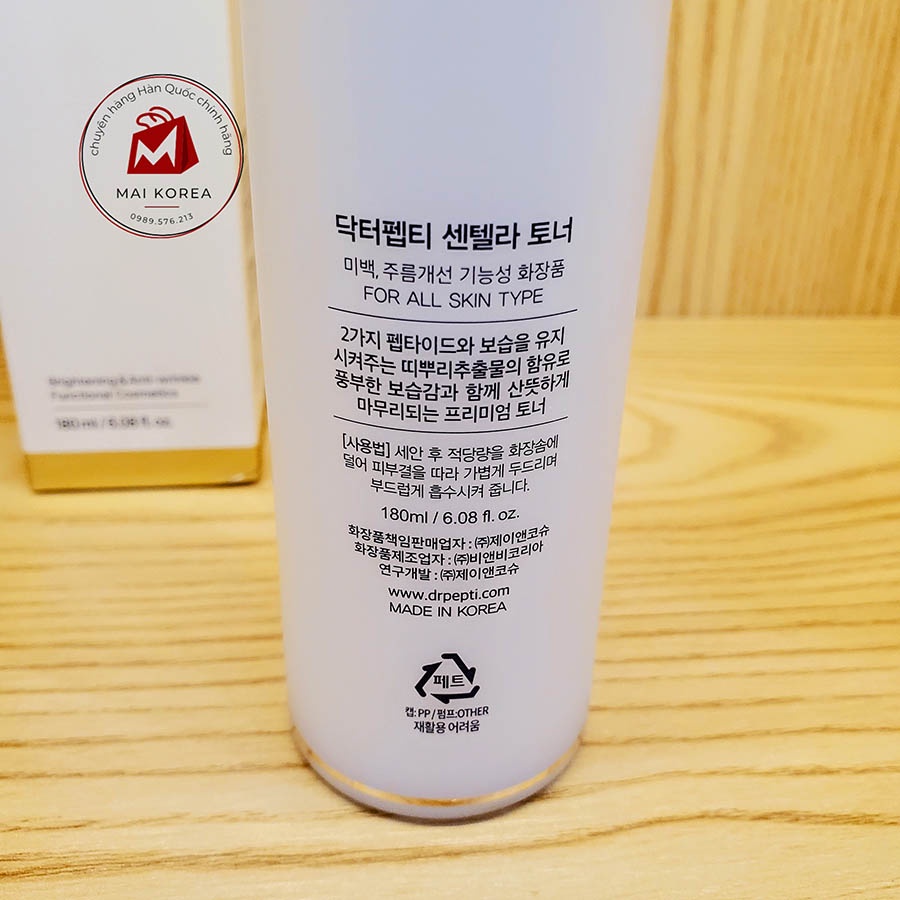 chuyên hàng Hàn Quốc chính hãng
MAI KOREA
0989.576.213
Brightening & Anti-wrinkle
Functional Cosmetics
180 ml / 6.08 fl. oz.
닥터펩티 센텔라 토너
미백, 주름개선 기능성 화장품
FOR ALL SKIN TYPE
2가지 펩타이드와 보습을 유지
시켜주는 띠뿌리추출물의 함유로
풍부한 보습감과 함께 산뜻하게
마무리되는 프리미엄 토너
[사용법] 세안 후 적당량을 화장솜에
덜어 피부결을 따라 가볍게 두드리며
부드럽게 흡수시켜 줍니다.
180ml / 6.08 fl. oz.
화장품책임판매업자 : ㈜제이앤코슈
화장품제조업자 : ㈜비앤비코리아
연구개발 : ㈜제이앤코슈
www.drpepti.com
MADE IN KOREA
페트
캡: PP / 펌프:OTHER
재활용 어려움